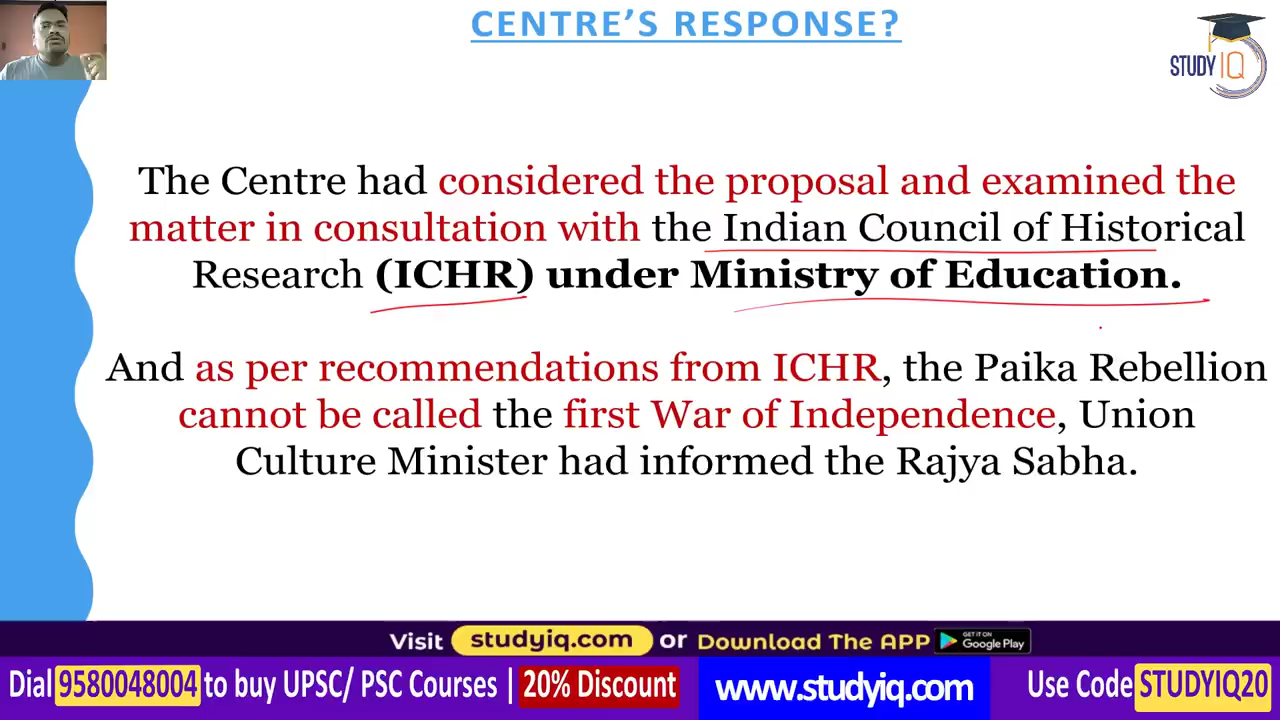 CENTRE'S RESPONSE?
STUDY IQ
The Centre had considered the proposal and examined the
matter in consultation with the Indian Council of Historical
Research (ICHR) under Ministry of Education.
And as per recommendations from ICHR, the Paika Rebellion
cannot be called the first War of Independence, Union
Culture Minister had informed the Rajya Sabha.
Visit studyiq.com or Download The APP GET IT ON Google Play
Dial 9580048004 to buy UPSC/ PSC Courses | 20% Discount www.studyiq.com Use Code STUDYIQ20